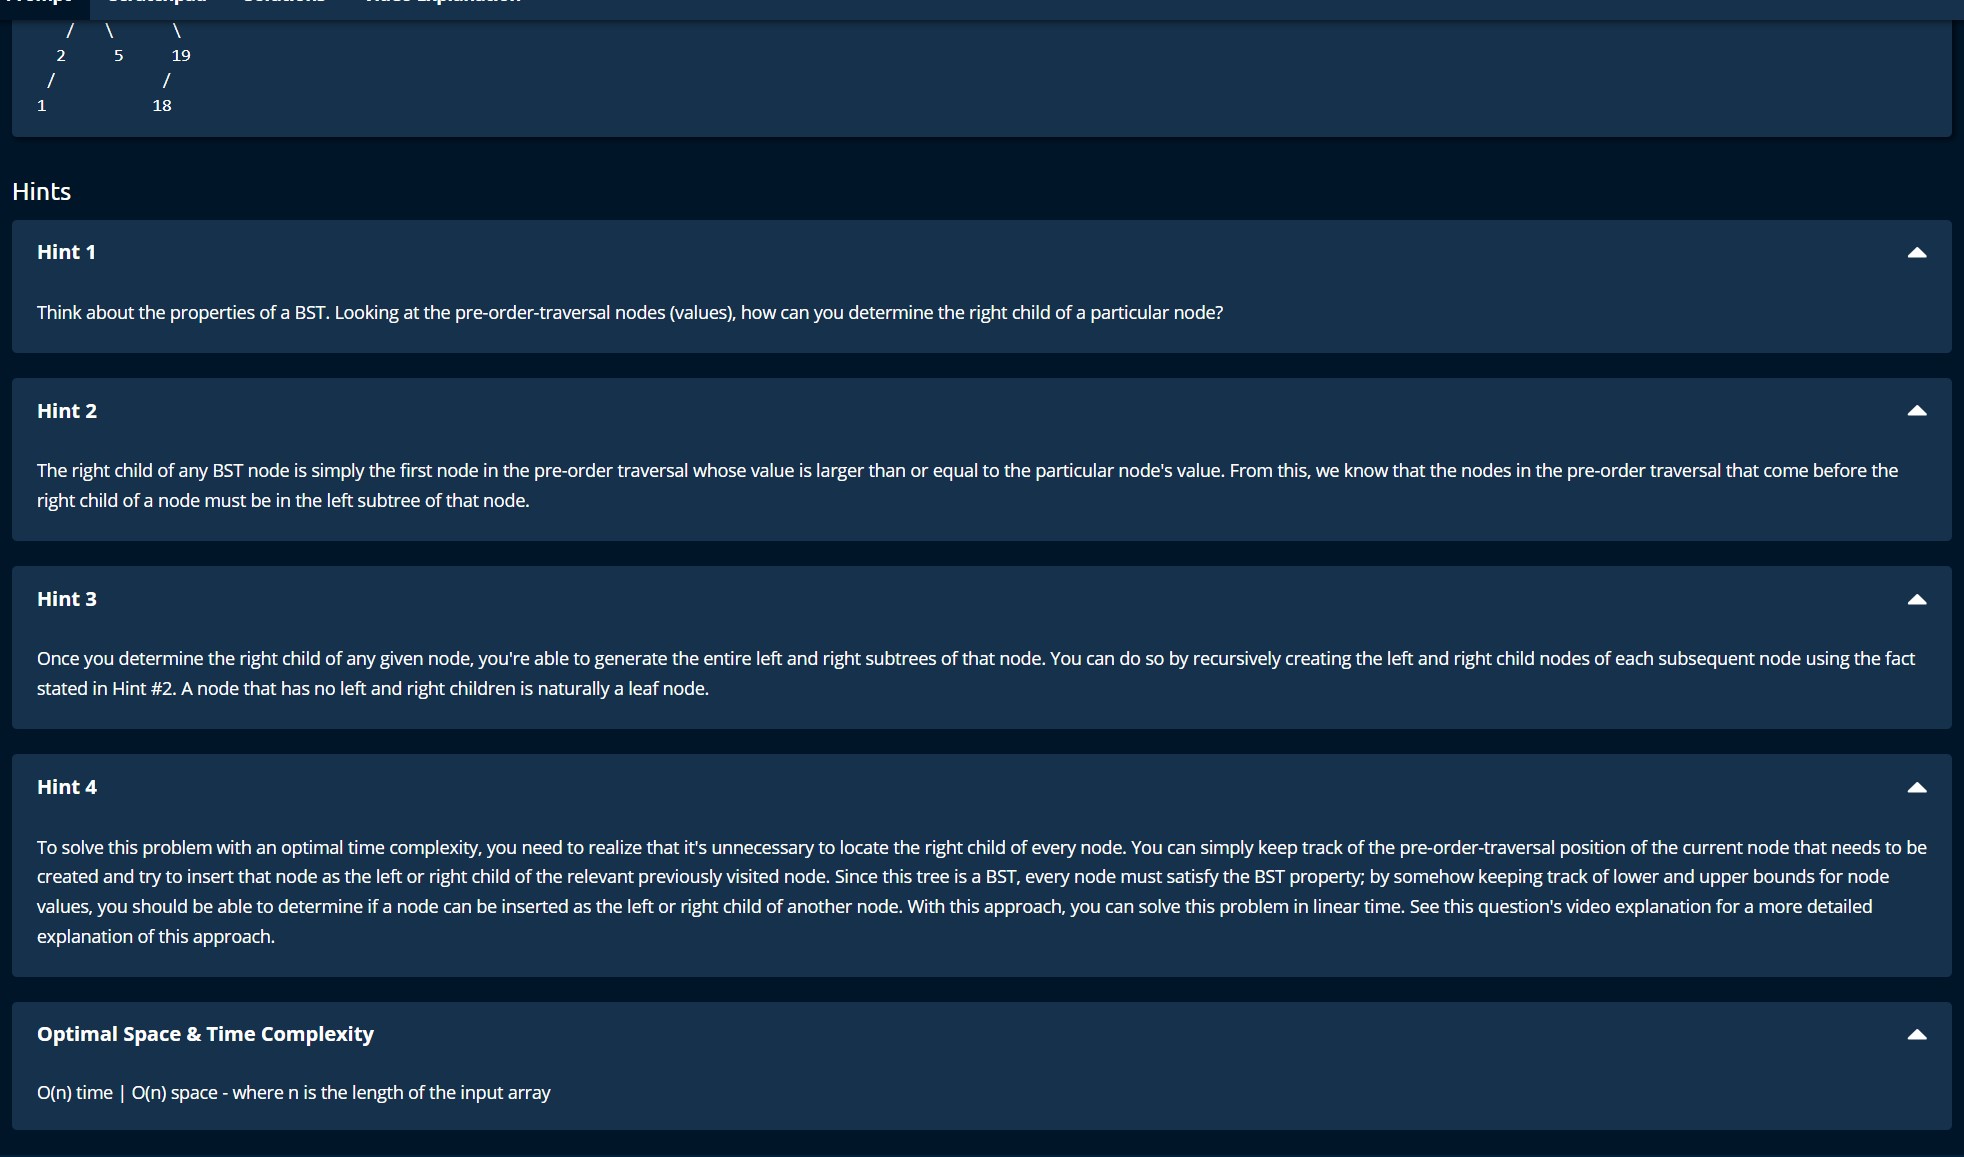 / \ \
2 5 19
/ /
1 18
Hints
Hint 1
Think about the properties of a BST. Looking at the pre-order-traversal nodes (values), how can you determine the right child of a particular node?
Hint 2
The right child of any BST node is simply the first node in the pre-order traversal whose value is larger than or equal to the particular node's value. From this, we know that the nodes in the pre-order traversal that come before the
right child of a node must be in the left subtree of that node.
Hint 3
Once you determine the right child of any given node, you're able to generate the entire left and right subtrees of that node. You can do so by recursively creating the left and right child nodes of each subsequent node using the fact
stated in Hint #2. A node that has no left and right children is naturally a leaf node.
Hint 4
To solve this problem with an optimal time complexity, you need to realize that it's unnecessary to locate the right child of every node. You can simply keep track of the pre-order-traversal position of the current node that needs to be
created and try to insert that node as the left or right child of the relevant previously visited node. Since this tree is a BST, every node must satisfy the BST property; by somehow keeping track of lower and upper bounds for node
values, you should be able to determine if a node can be inserted as the left or right child of another node. With this approach, you can solve this problem in linear time. See this question's video explanation for a more detailed
explanation of this approach.
Optimal Space & Time Complexity
O(n) time | O(n) space - where n is the length of the input array